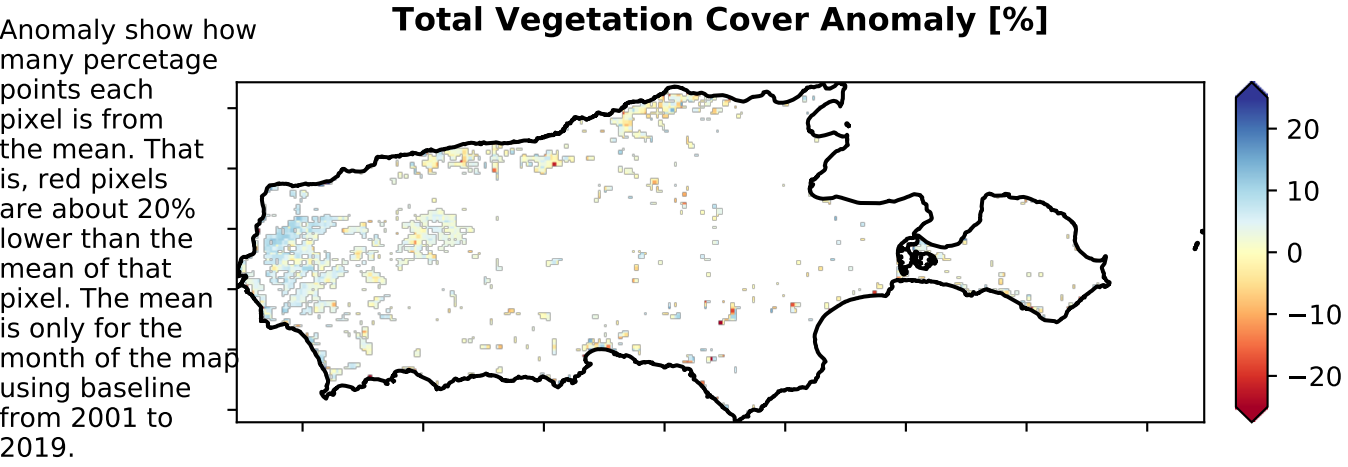 Total Vegetation Cover Anomaly [%]
Anomaly show how
many percetage
points each
pixel is from
the mean. That
is, red pixels
are about 20%
lower than the
mean of that
pixel. The mean
is only for the
month of the map
using baseline
from 2001 to
2019.
20
10
0
−10
−20